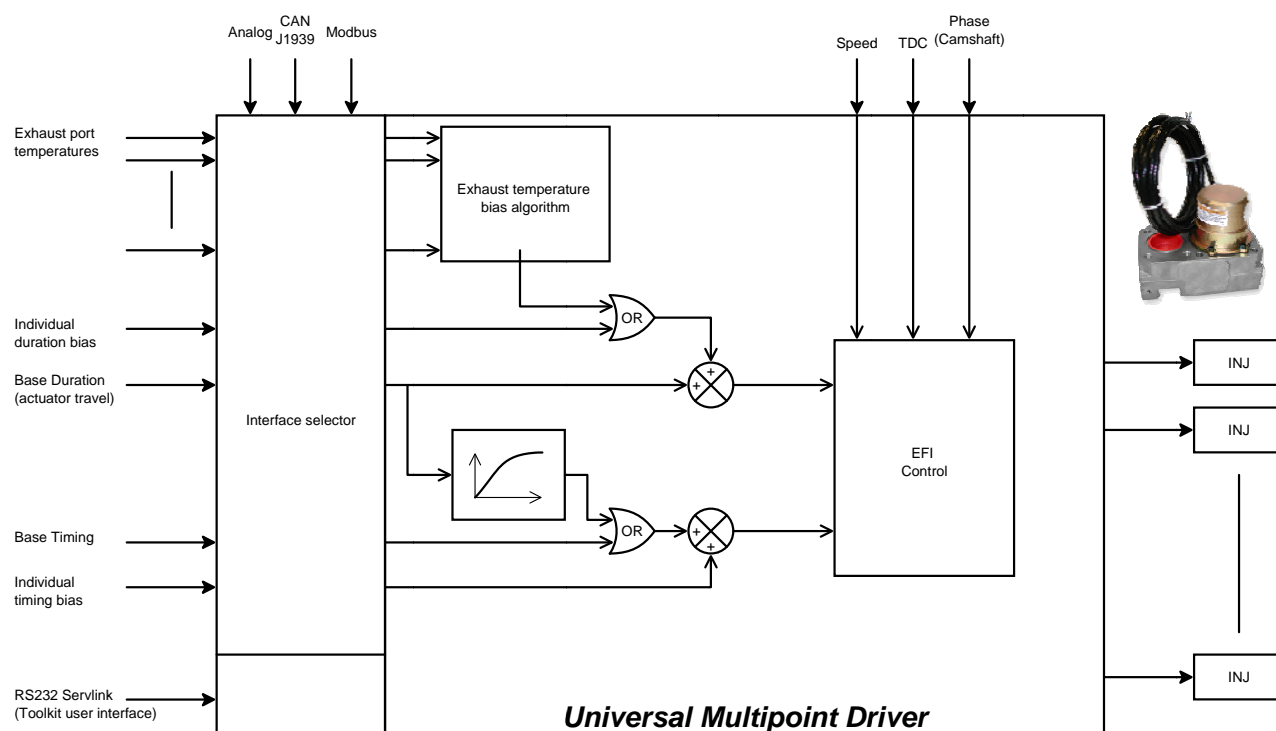 Analog
CAN
J1939
Modbus
Speed
TDC
Phase
(Camshaft)
Exhaust port
temperatures
Exhaust temperature
bias algorithm
Individual
duration bias
OR
Base Duration
(actuator travel)
+
+
INJ
Interface selector
INJ
EFI
Control
Base Timing
OR
+
+
Individual
timing bias
INJ
RS232 Servlink
(Toolkit user interface)
Universal Multipoint Driver